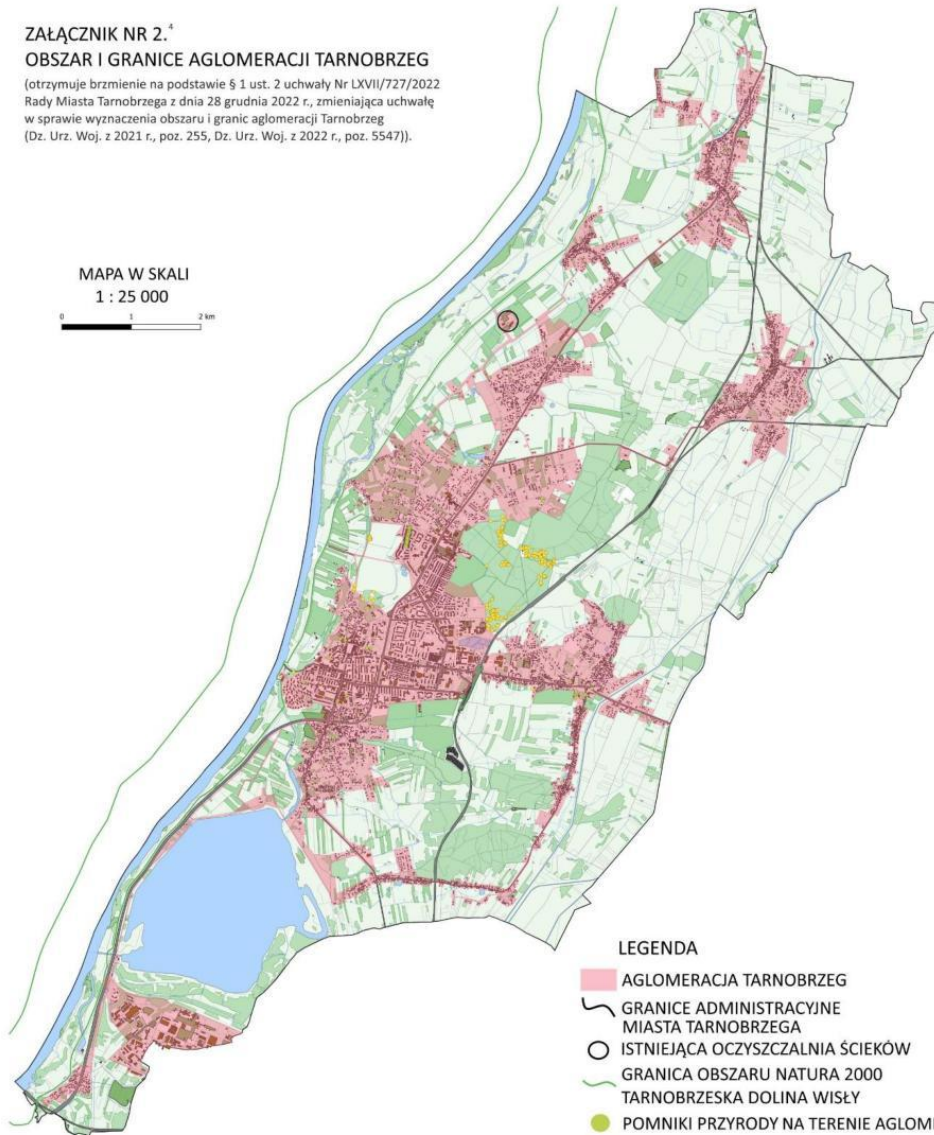 ZAŁĄCZNIK NR 2.⁴
OBSZAR I GRANICE AGLOMERACJI TARNOBRZEG
(otrzymuje brzmienie na podstawie § 1 ust. 2 uchwały Nr LXVII/727/2022
Rady Miasta Tarnobrzega z dnia 28 grudnia 2022 r., zmieniająca uchwałę
w sprawie wyznaczenia obszaru i granic aglomeracji Tarnobrzeg
(Dz. Urz. Woj. z 2021 r., poz. 255, Dz. Urz. Woj. z 2022 r., poz. 5547)).
MAPA W SKALI
1 : 25 000
0 1 2 km
LEGENDA
AGLOMERACJA TARNOBRZEG
GRANICE ADMINISTRACYJNE
MIASTA TARNOBRZEGA
ISTNIEJĄCA OCZYSZCZALNIA ŚCIEKÓW
GRANICA OBSZARU NATURA 2000
TARNOBRZESKA DOLINA WISŁY
POMNIKI PRZYRODY NA TERENIE AGLOM